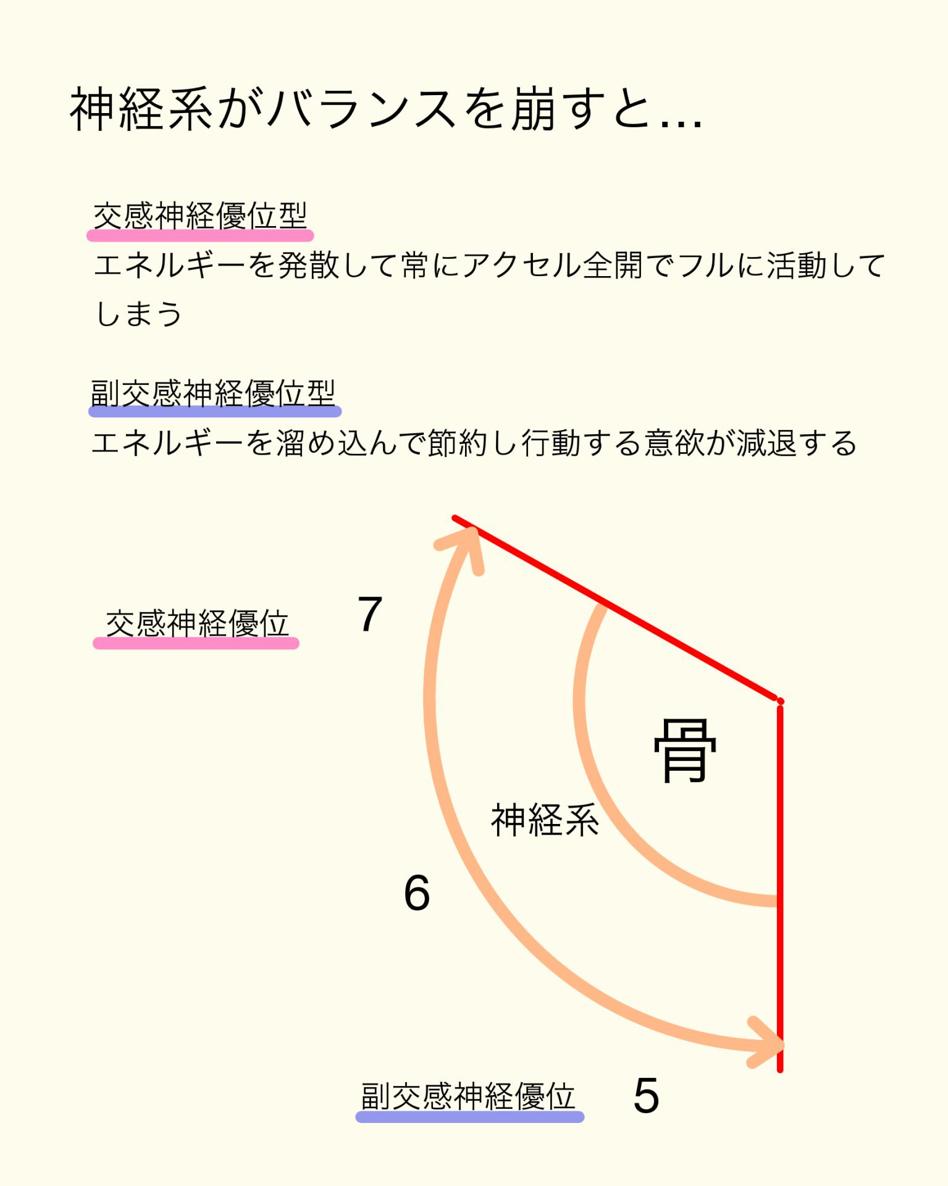 神経系がバランスを崩すと…
交感神経優位型
エネルギーを発散して常にアクセル全開でフルに活動して
しまう
副交感神経優位型
エネルギーを溜め込んで節約し行動する意欲が減退する
交感神経優位
7
骨
神経系
6
副交感神経優位
5